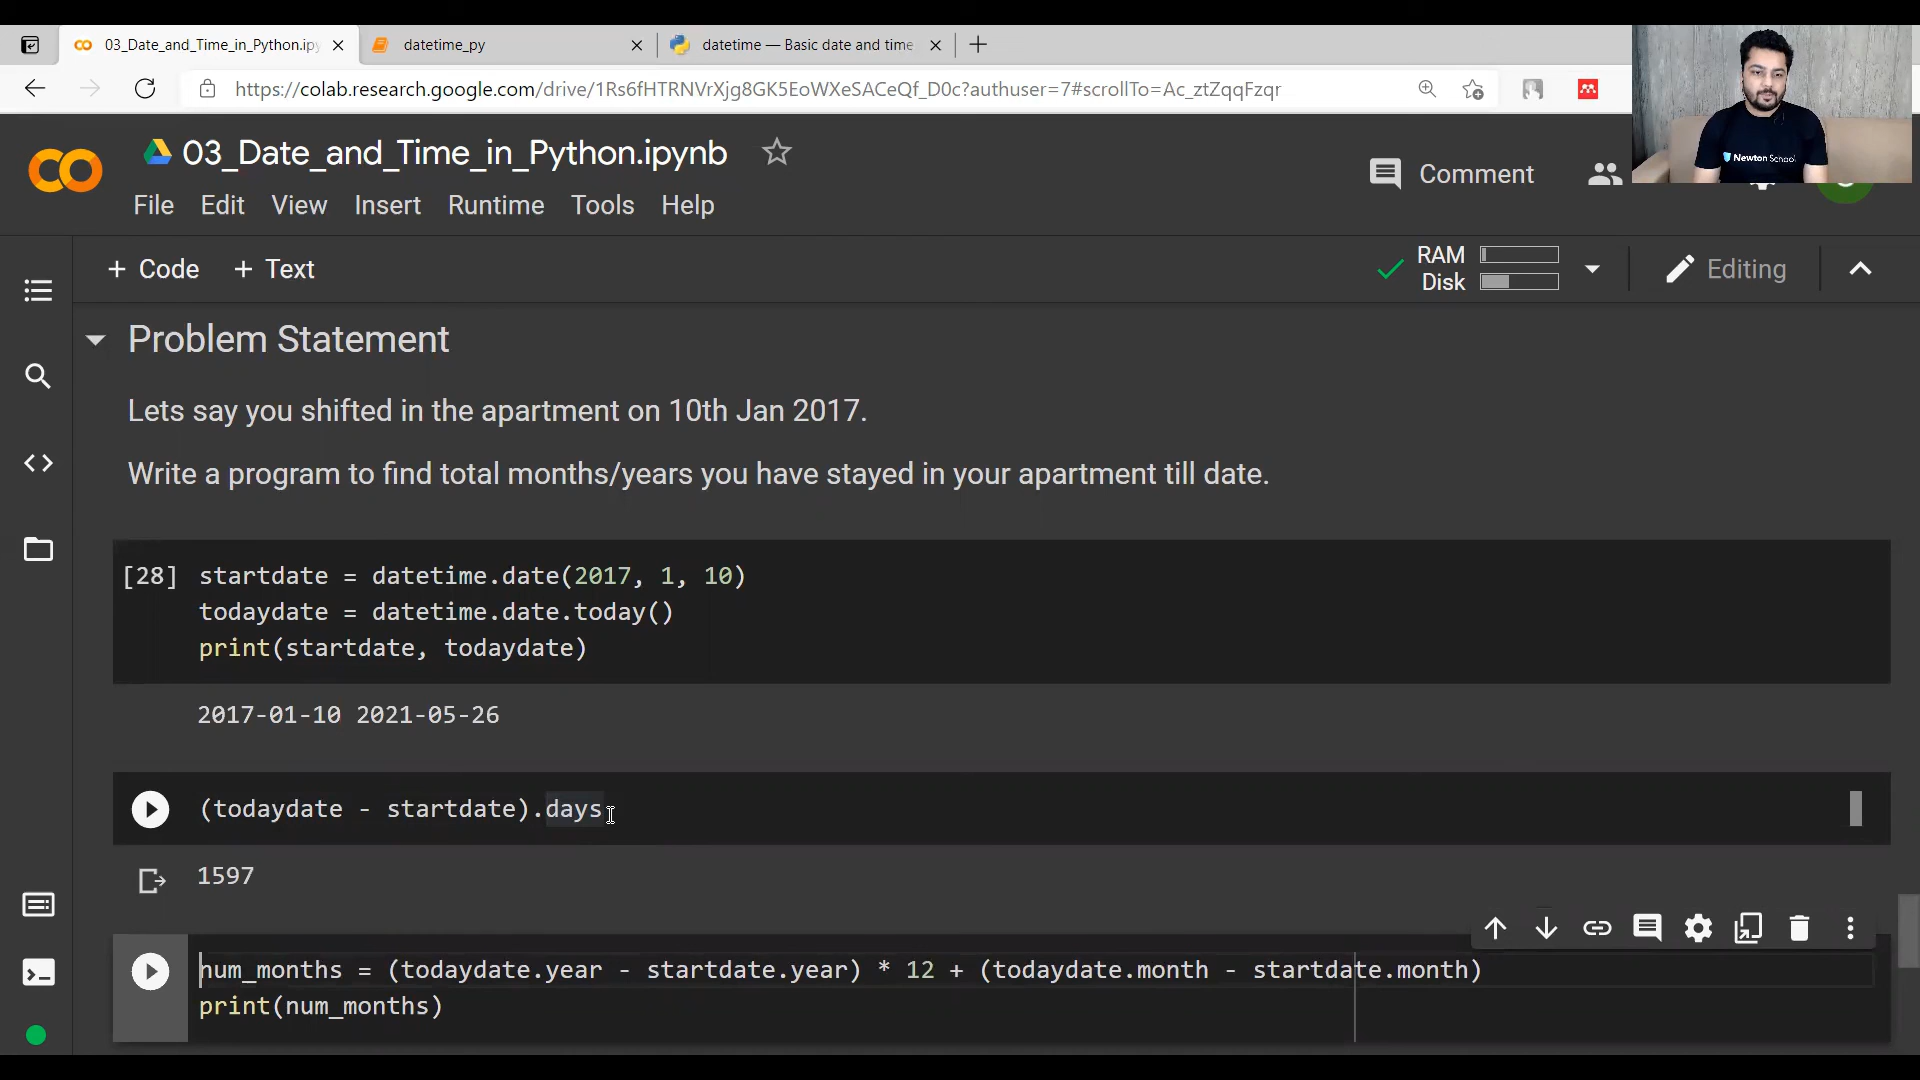 03_Date_and_Time_in_Python.ipy
datetime_py
datetime — Basic date and time
https://colab.research.google.com/drive/1Rs6fHTRNVrXjg8GK5EoWXeSACeQf_D0c?authuser=7#scrollTo=Ac_ztZqqFzqr
Newton School
03_Date_and_Time_in_Python.ipynb
Comment
File Edit View Insert Runtime Tools Help
+ Code + Text
RAM
Disk
Editing
Problem Statement
Lets say you shifted in the apartment on 10th Jan 2017.
Write a program to find total months/years you have stayed in your apartment till date.
[28] startdate = datetime.date(2017, 1, 10)
todaydate = datetime.date.today()
print(startdate, todaydate)
2017-01-10 2021-05-26
(todaydate - startdate).days
1597
num_months = (todaydate.year - startdate.year) * 12 + (todaydate.month - startdate.month)
print(num_months)